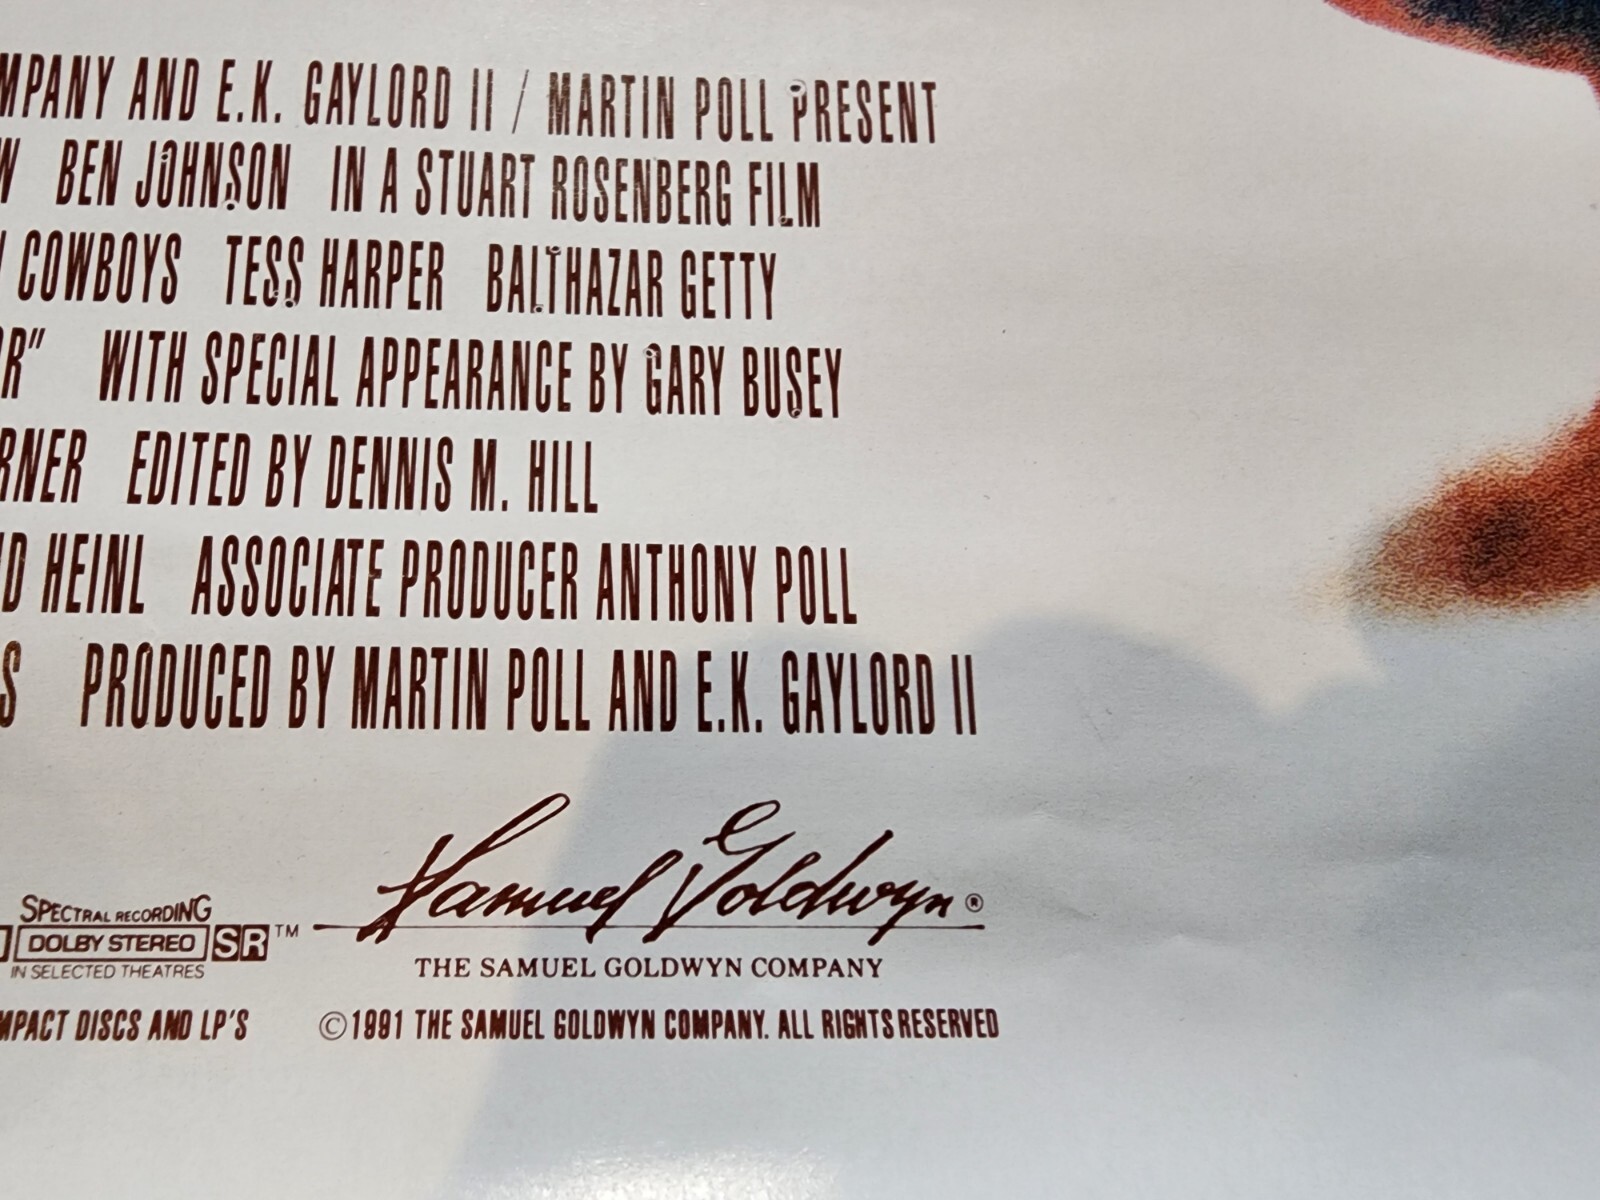 MPANY AND E.K. GAYLORD II / MARTIN POLL PRESENT
W BEN JOHNSON IN A STUART ROSENBERG FILM
COWBOYS TESS HARPER BALTHAZAR GETTY
OR" WITH SPECIAL APPEARANCE BY GARY BUSEY
RNER EDITED BY DENNIS M. HILL
D HEINL ASSOCIATE PRODUCER ANTHONY POLL
S PRODUCED BY MARTIN POLL AND E.K. GAYLORD II
Samuel Goldwyn ®
SPECTRAL RECORDING
DOLBY STEREO SR ™
IN SELECTED THEATRES
THE SAMUEL GOLDWYN COMPANY
MPACT DISCS AND LP'S ©1991 THE SAMUEL GOLDWYN COMPANY. ALL RIGHTS RESERVED